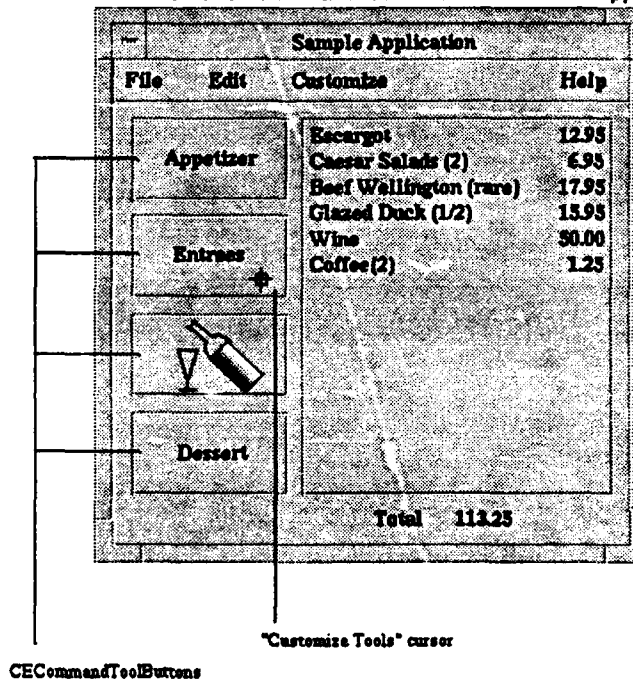 Sample Application
File Edit Customize Help
Appetizer
Entrees
Dessert
Escargot 12.95
Caesar Salads (2) 6.95
Beef Wellington (rare) 17.95
Glazed Duck (1/2) 15.95
Wine 50.00
Coffee(2) 1.25
Total 113.25
"Customize Tools" cursor
CECommandToolButtons